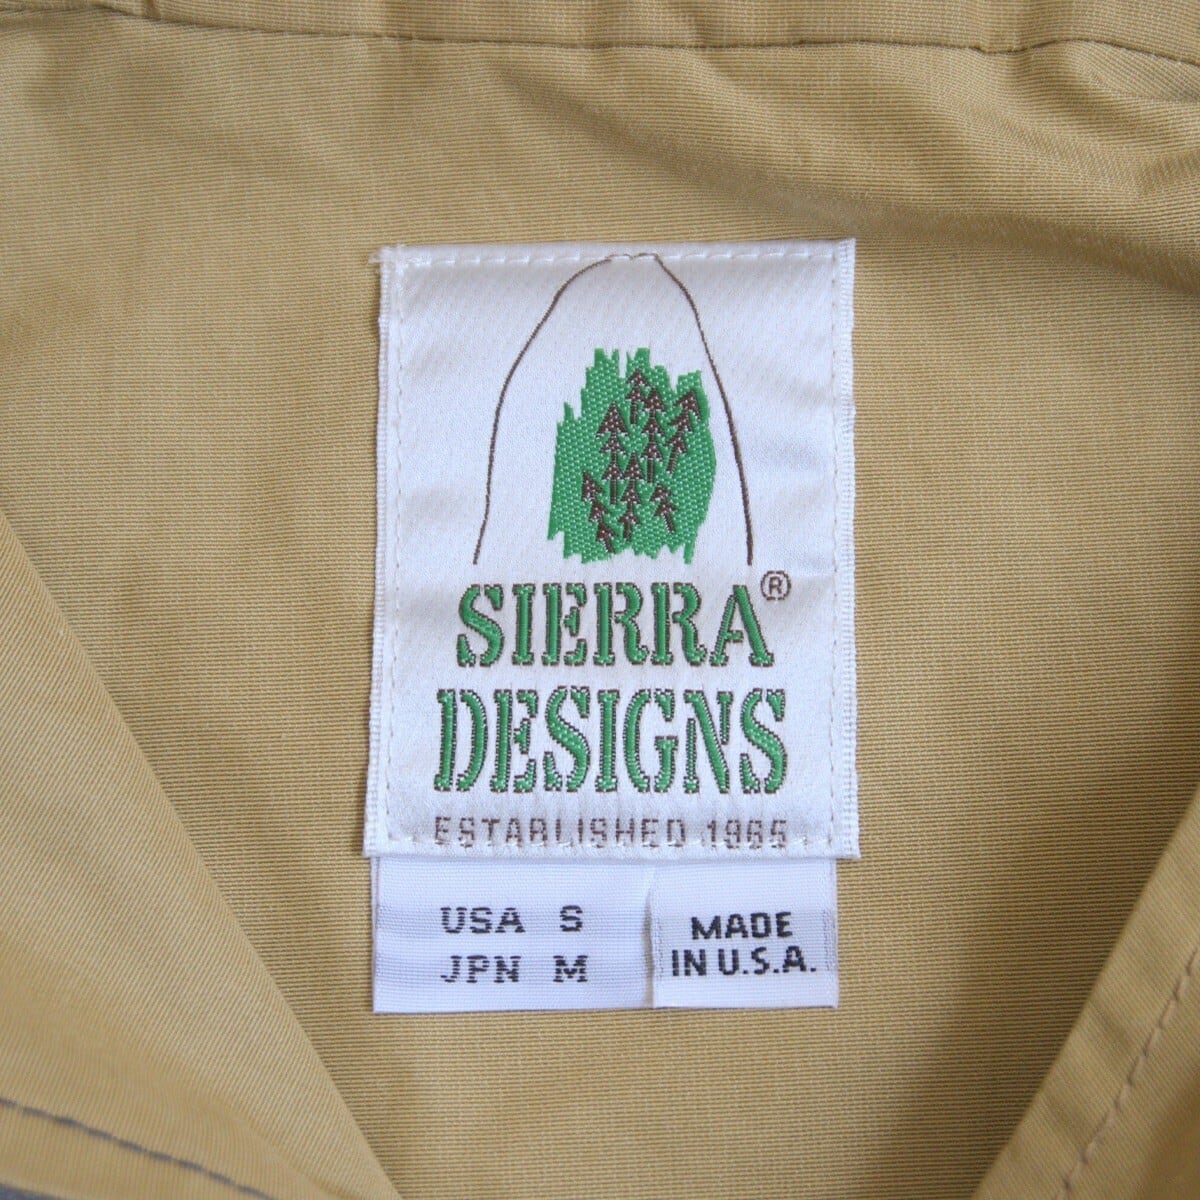 SIERRA®
DESIGNS
ESTABLISHED 1965
USA S
JPN M
MADE
IN U.S.A.